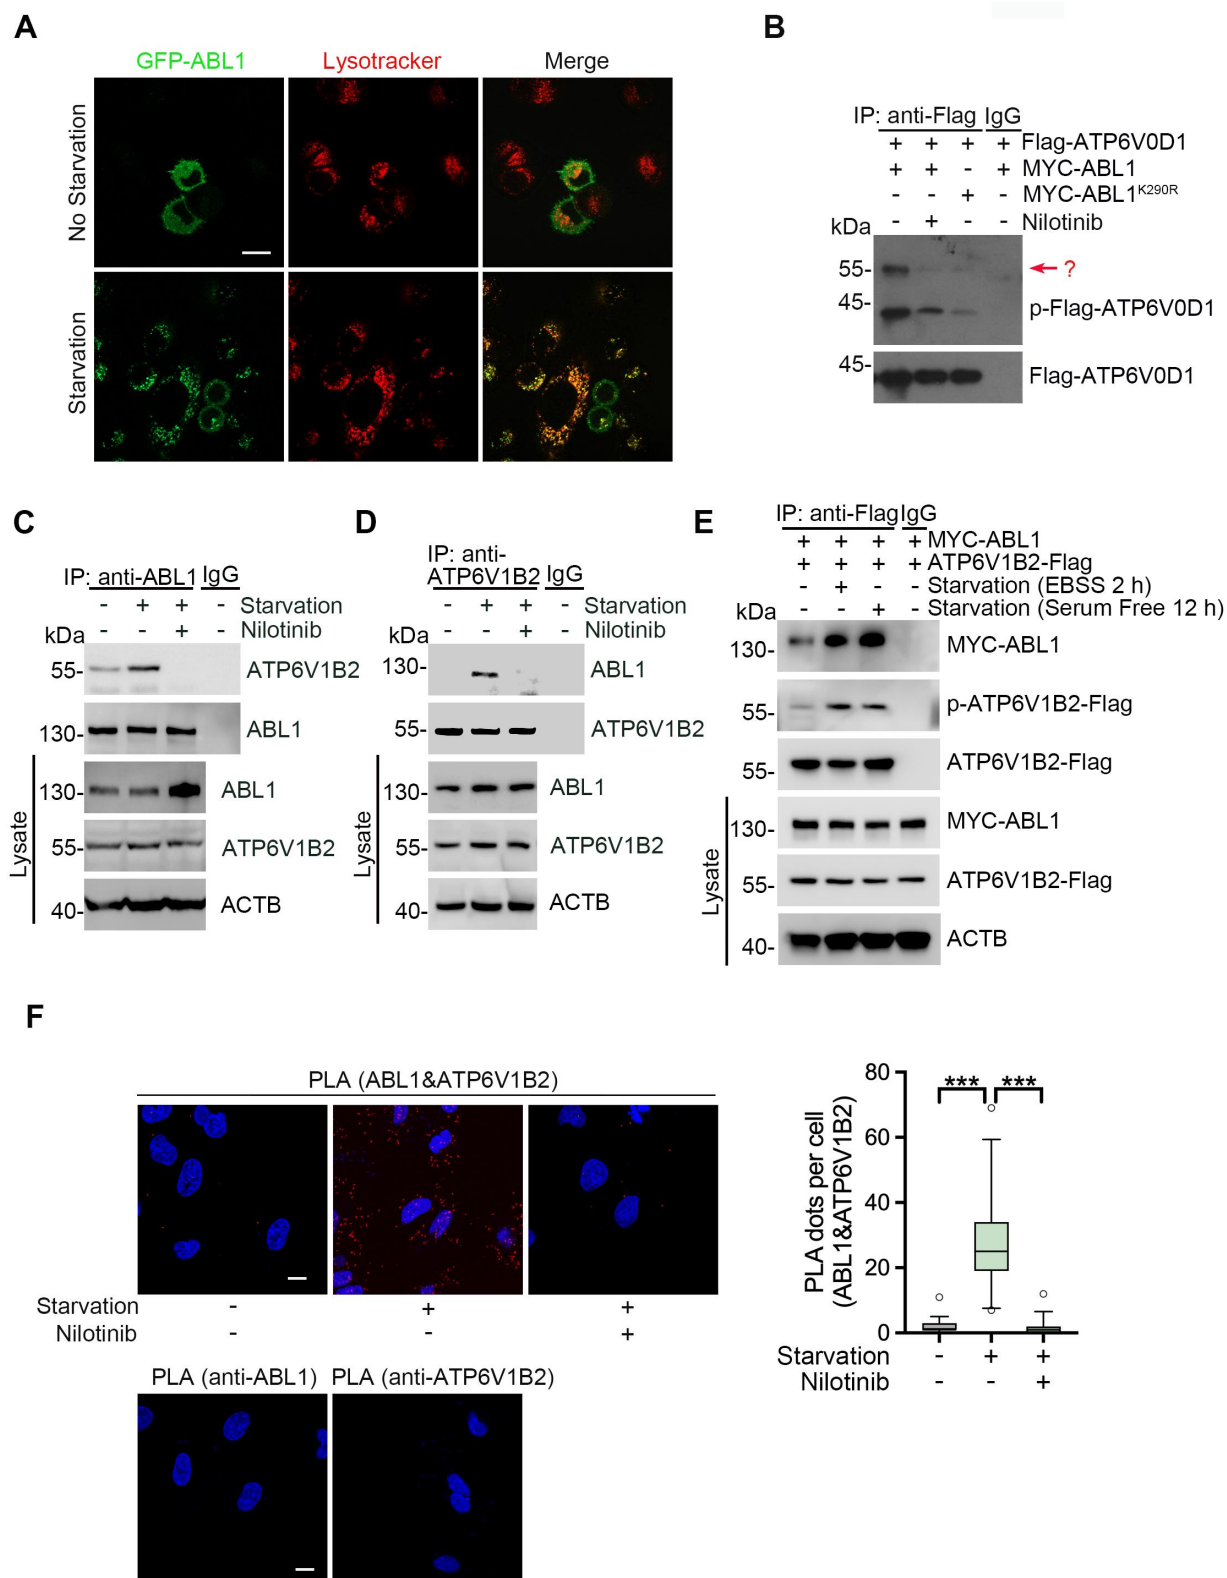 A
GFP-ABL1 Lysotracker Merge
No Starvation
Starvation
B
IP: anti-Flag IgG
+ + + + Flag-ATP6V0D1
+ + - + MYC-ABL1
- - + - MYC-ABL1K290R
- + - - Nilotinib
kDa
55- ?
45- p-Flag-ATP6V0D1
45- Flag-ATP6V0D1
C
IP: anti-ABL1 IgG
- + + - Starvation
- - + - Nilotinib
kDa
55- ATP6V1B2
130- ABL1
Lysate
130- ABL1
55- ATP6V1B2
40- ACTB
D
IP: anti-
ATP6V1B2 IgG
- + + - Starvation
- - + - Nilotinib
kDa
130- ABL1
55- ATP6V1B2
Lysate
130- ABL1
55- ATP6V1B2
40- ACTB
E
IP: anti-Flag IgG
+ + + + MYC-ABL1
+ + + + ATP6V1B2-Flag
- + - - Starvation (EBSS 2 h)
- - + - Starvation (Serum Free 12 h)
kDa
130- MYC-ABL1
55- p-ATP6V1B2-Flag
55- ATP6V1B2-Flag
Lysate
130- MYC-ABL1
55- ATP6V1B2-Flag
40- ACTB
F
PLA (ABL1&ATP6V1B2)
Starvation - + +
Nilotinib - - +
PLA (anti-ABL1) PLA (anti-ATP6V1B2)
PLA dots per cell
(ABL1&ATP6V1B2)
80
60
40
20
0
*** ***
Starvation - + +
Nilotinib - - +